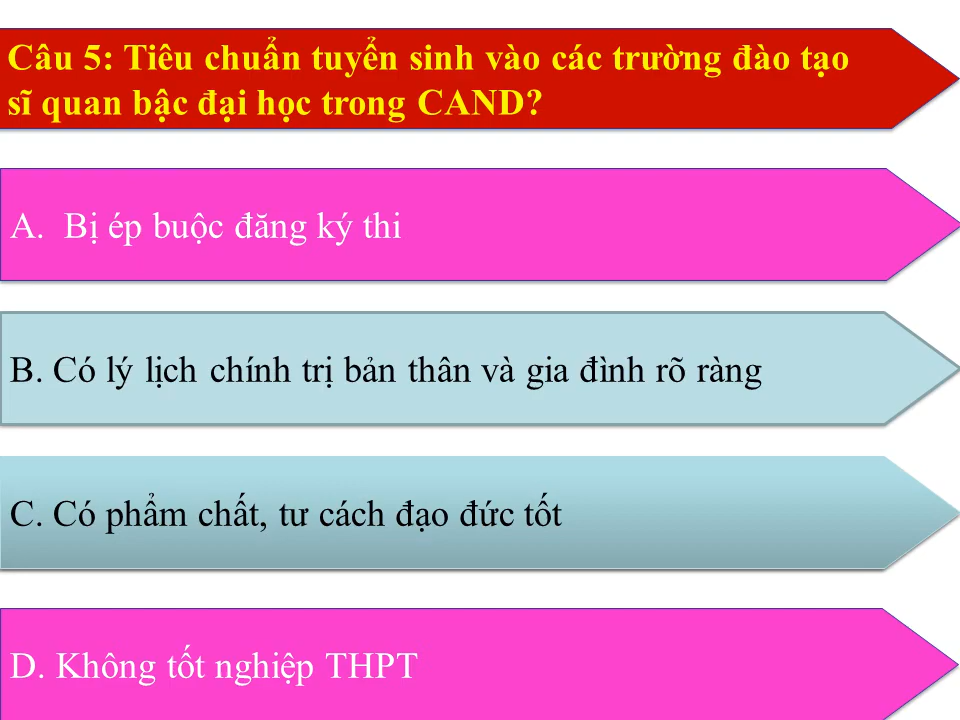 Câu 5: Tiêu chuẩn tuyển sinh vào các trường đào tạo
sĩ quan bậc đại học trong CAND?
A. Bị ép buộc đăng ký thi
B. Có lý lịch chính trị bản thân và gia đình rõ ràng
C. Có phẩm chất, tư cách đạo đức tốt
D. Không tốt nghiệp THPT